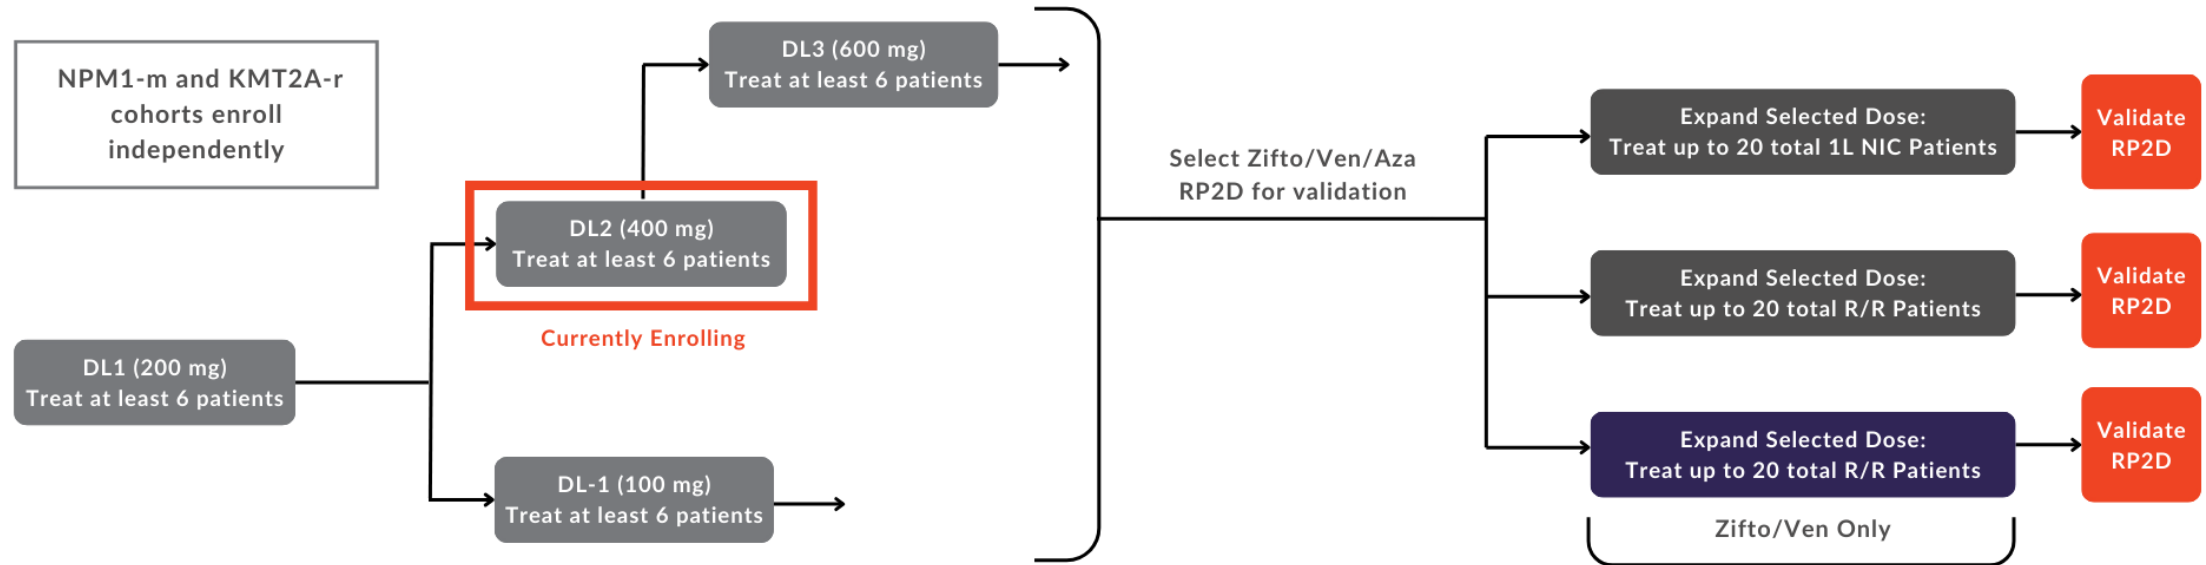 NPM1-m and KMT2A-r
cohorts enroll
independently
DL3 (600 mg)
Treat at least 6 patients
DL2 (400 mg)
Treat at least 6 patients
Currently Enrolling
DL1 (200 mg)
Treat at least 6 patients
DL-1 (100 mg)
Treat at least 6 patients
Select Zifto/Ven/Aza
RP2D for validation
Expand Selected Dose:
Treat up to 20 total 1L NIC Patients
Validate
RP2D
Expand Selected Dose:
Treat up to 20 total R/R Patients
Validate
RP2D
Expand Selected Dose:
Treat up to 20 total R/R Patients
Validate
RP2D
Zifto/Ven Only